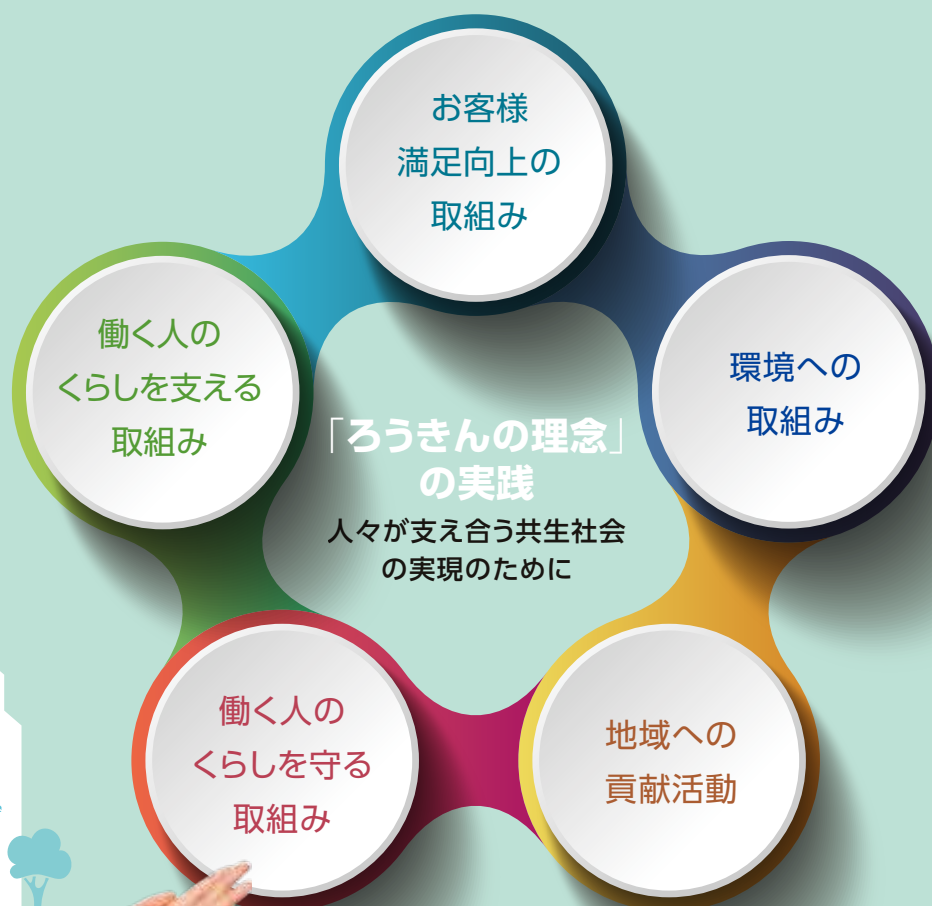 お客様
満足向上の
取組み
働く人の
くらしを支える
取組み
環境への
取組み
「ろうきんの理念」
の実践
人々が支え合う共生社会
の実現のために
働く人の
くらしを守る
取組み
地域への
貢献活動